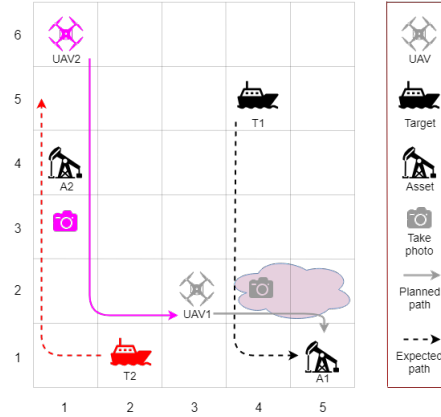 6
UAV2
UAV
5
T1
Target
4
A2
Asset
3
Take
photo
2
UAV1
Planned
path
1
T2
A1
Expected
path
1 2 3 4 5